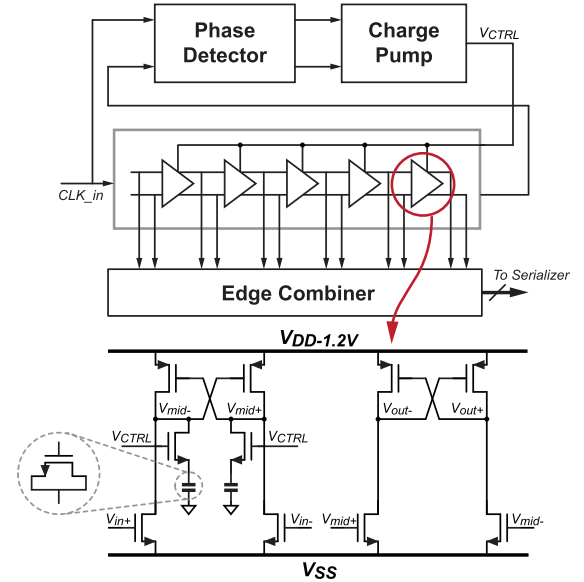 Phase
Detector
Charge
Pump
VCTRL
CLK_in
To Serializer
Edge Combiner
VDD-1.2V
Vmid-
Vmid+
Vout-
Vout+
VCTRL
VCTRL
Vin+
Vin-
Vmid+
Vmid-
VSS